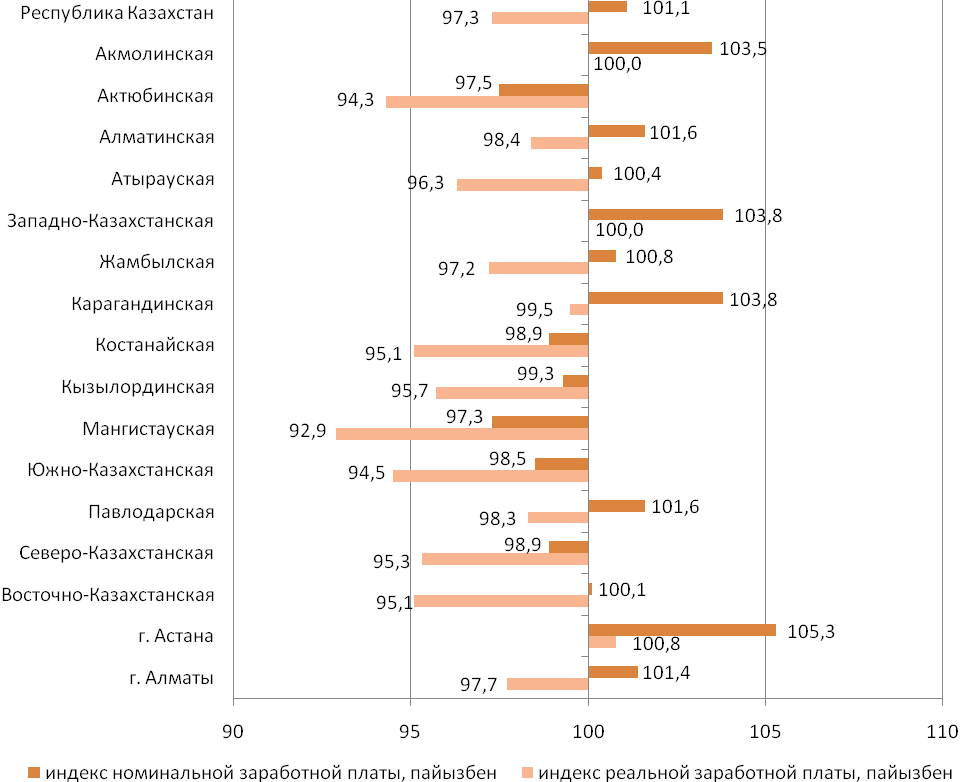 Республика Казахстан 97,3 101,1
Акмолинская 103,5
100,0
Актюбинская 97,5
94,3
Алматинская 101,6
98,4
Атырауская 100,4
96,3
Западно-Казахстанская 103,8
100,0
Жамбылская 100,8
97,2
Карагандинская 103,8
99,5
Костанайская 98,9
95,1
Кызылординская 99,3
95,7
Мангистауская 97,3
92,9
Южно-Казахстанская 98,5
94,5
Павлодарская 101,6
98,3
Северо-Казахстанская 98,9
95,3
Восточно-Казахстанская 100,1
95,1
г. Астана 105,3
100,8
г. Алматы 101,4
97,7
90 95 100 105 110
индекс номинальной заработной платы, пайызбен индекс реальной заработной платы, пайызбен